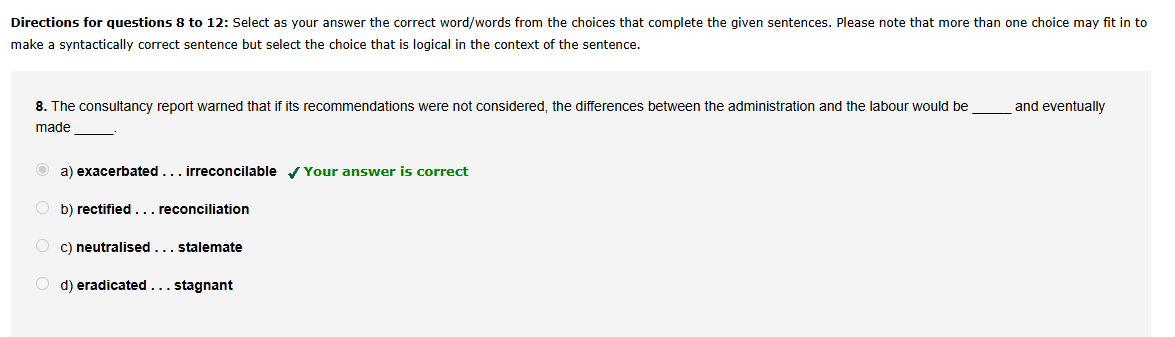 Directions for questions 8 to 12: Select as your answer the correct word/words from the choices that complete the given sentences. Please note that more than one choice may fit in to
make a syntactically correct sentence but select the choice that is logical in the context of the sentence.
8. The consultancy report warned that if its recommendations were not considered, the differences between the administration and the labour would be _____ and eventually
made _____.
a) exacerbated . . . irreconcilable ✓ Your answer is correct
b) rectified . . . reconciliation
c) neutralised . . . stalemate
d) eradicated . . . stagnant